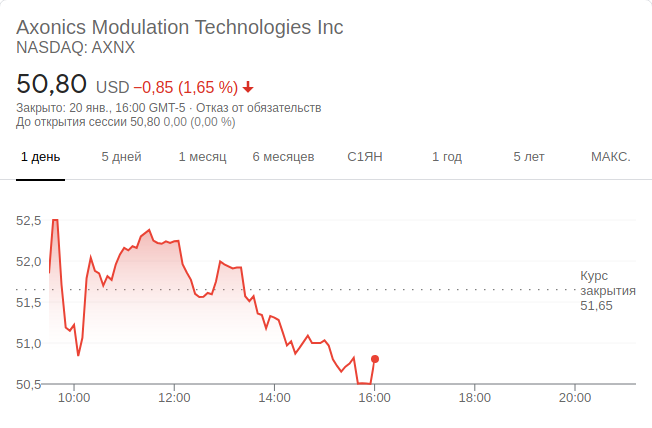 Axonics Modulation Technologies Inc
NASDAQ: AXNX
50,80 USD −0,85 (1,65 %)
Закрыто: 20 янв., 16:00 GMT-5 · Отказ от обязательств
До открытия сессии 50,80 0,00 (0,00 %)
1 день 5 дней 1 месяц 6 месяцев С1ЯН 1 год 5 лет МАКС.
52,5
52,0
Курс
закрытия
51,65
51,5
51,0
50,5
10:00 12:00 14:00 16:00 18:00 20:00